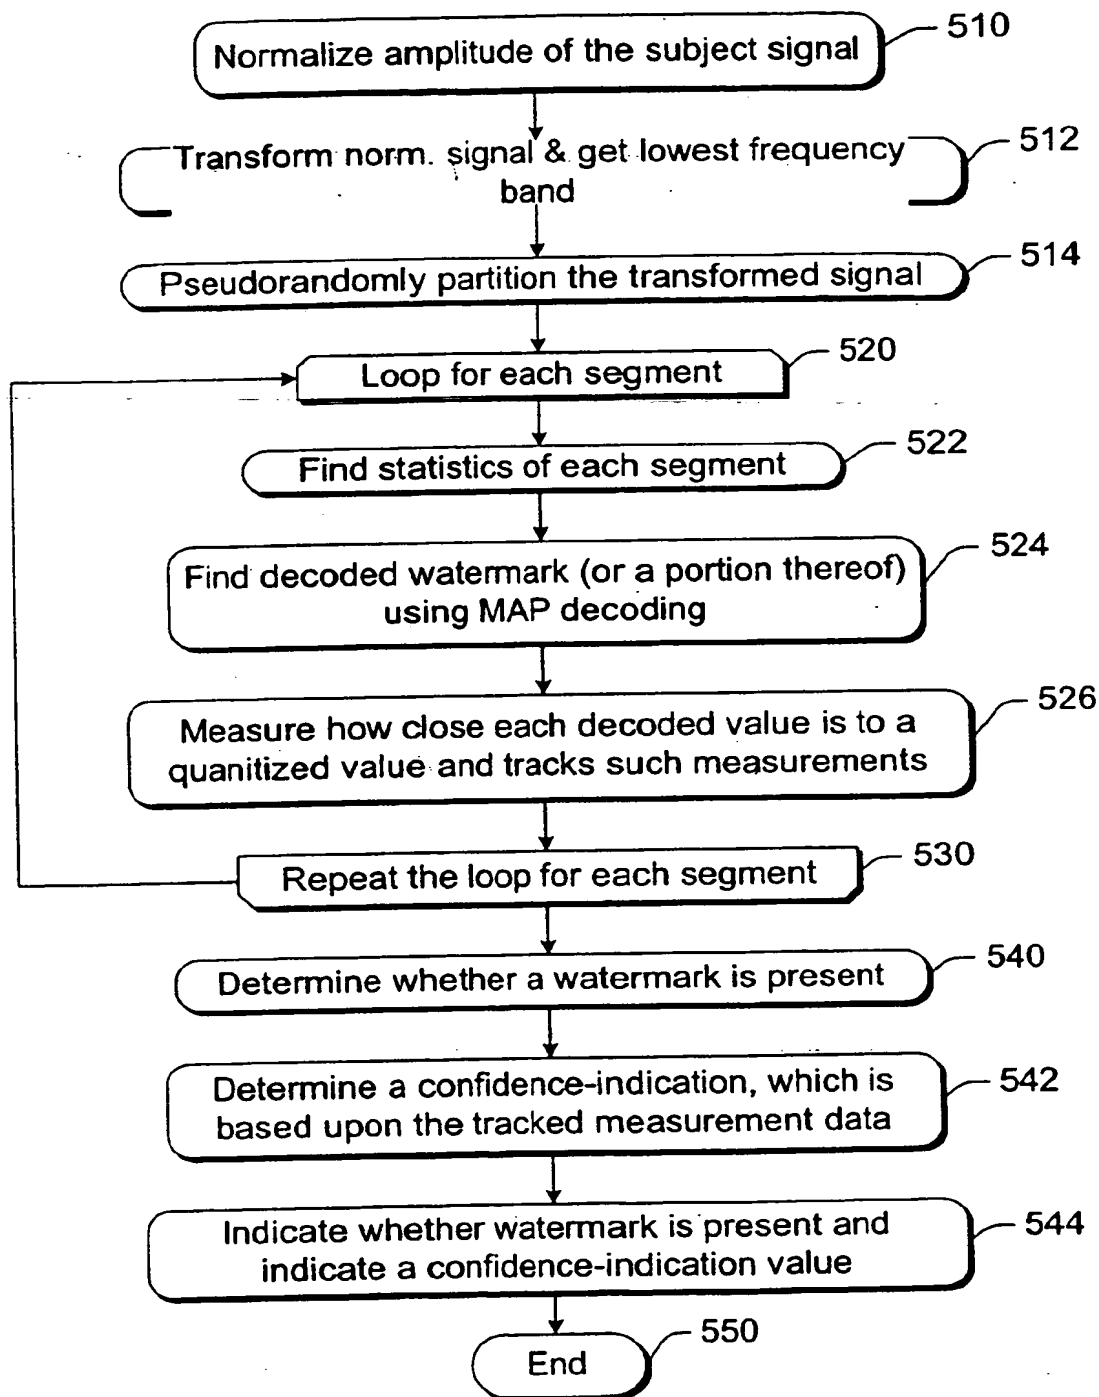 Normalize amplitude of the subject signal
510
Transform norm. signal & get lowest frequency
band
512
Pseudorandomly partition the transformed signal
514
Loop for each segment
520
Find statistics of each segment
522
Find decoded watermark (or a portion thereof)
using MAP decoding
524
Measure how close each decoded value is to a
quanitized value and tracks such measurements
526
Repeat the loop for each segment
530
Determine whether a watermark is present
540
Determine a confidence-indication, which is
based upon the tracked measurement data
542
Indicate whether watermark is present and
indicate a confidence-indication value
544
End
550